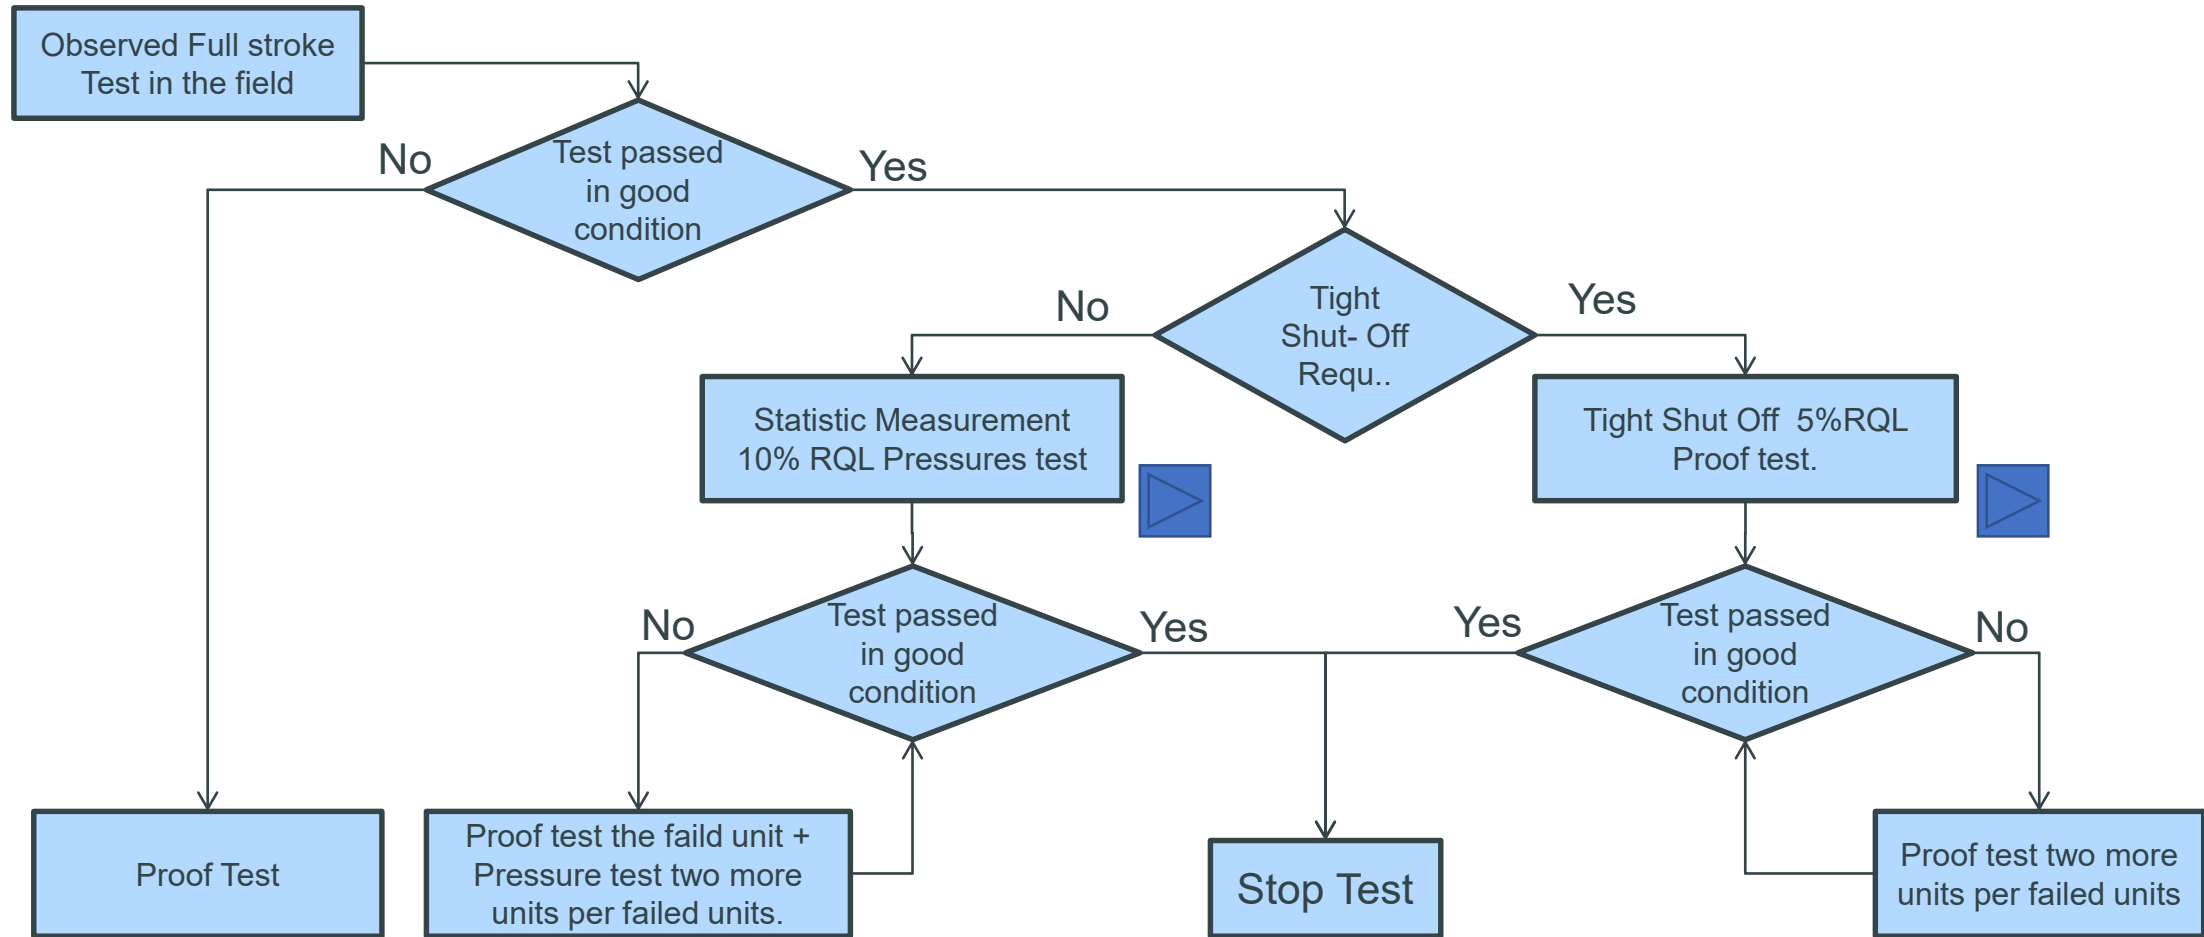 Observed Full stroke
Test in the field
No
Test passed
in good
condition
Yes
No
Tight
Shut- Off
Requ..
Yes
Statistic Measurement
10% RQL Pressures test
Tight Shut Off 5%RQL
Proof test.
No
Test passed
in good
condition
Yes
Yes
Test passed
in good
condition
No
Proof Test
Proof test the faild unit +
Pressure test two more
units per failed units.
Stop Test
Proof test two more
units per failed units